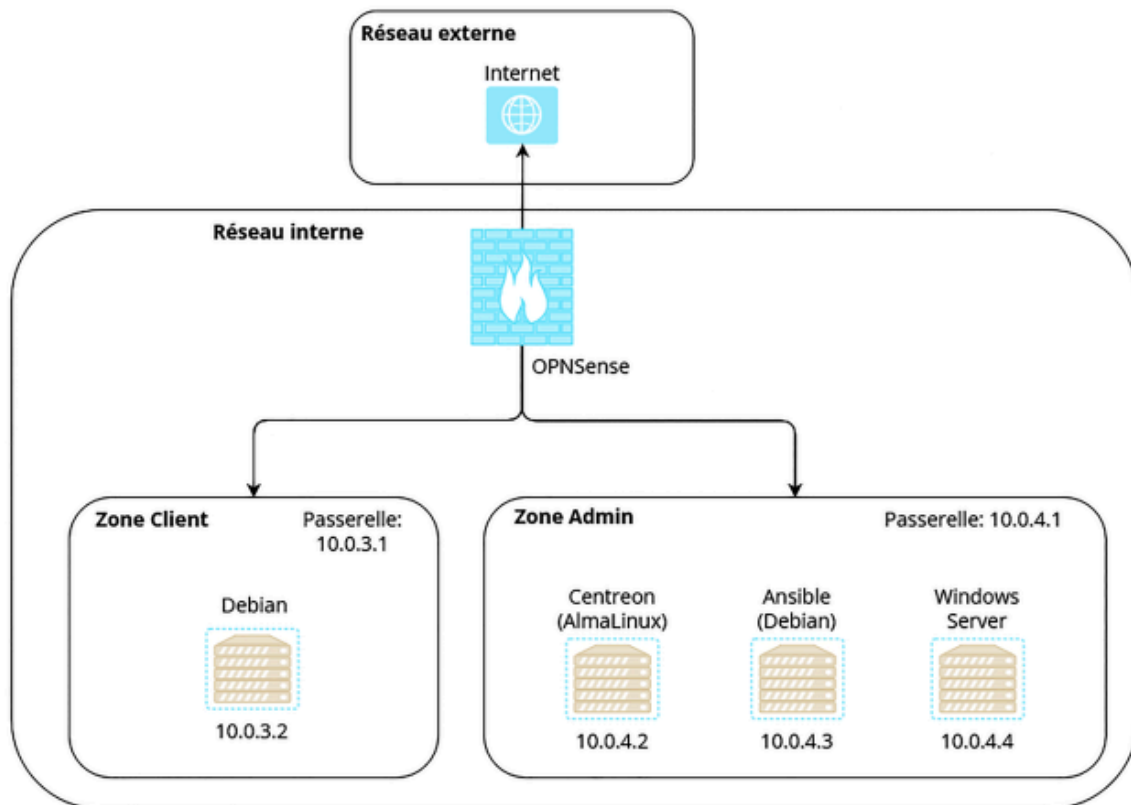 Réseau externe
Internet
Réseau interne
OPNSense
Zone Client
Passerelle:
10.0.3.1
Debian
10.0.3.2
Zone Admin
Passerelle: 10.0.4.1
Centreon
(AlmaLinux)
10.0.4.2
Ansible
(Debian)
10.0.4.3
Windows
Server
10.0.4.4